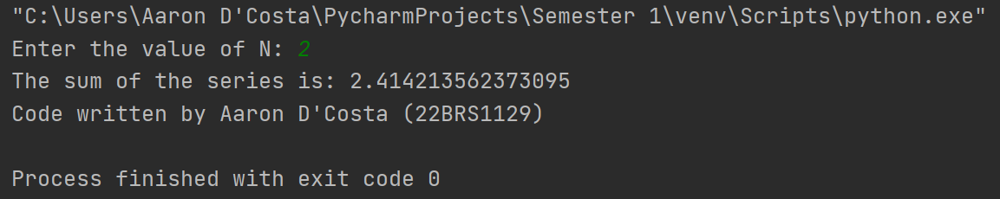 "C:\Users\Aaron D'Costa\PycharmProjects\Semester 1\venv\Scripts\python.exe"
Enter the value of N: 2
The sum of the series is: 2.414213562373095
Code written by Aaron D'Costa (22BRS1129)
Process finished with exit code 0